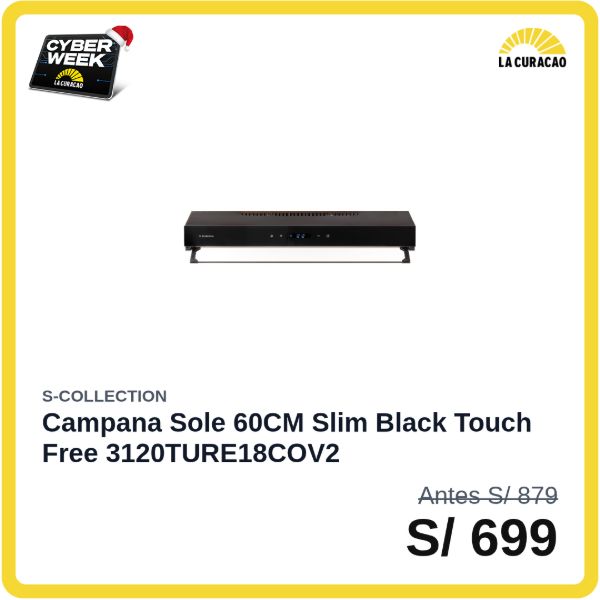 CYBER
WEEK
LA CURACAO
LA CURACAO
S-COLLECTION
Campana Sole 60CM Slim Black Touch
Free 3120TURE18COV2
Antes S/ 879
S/ 699